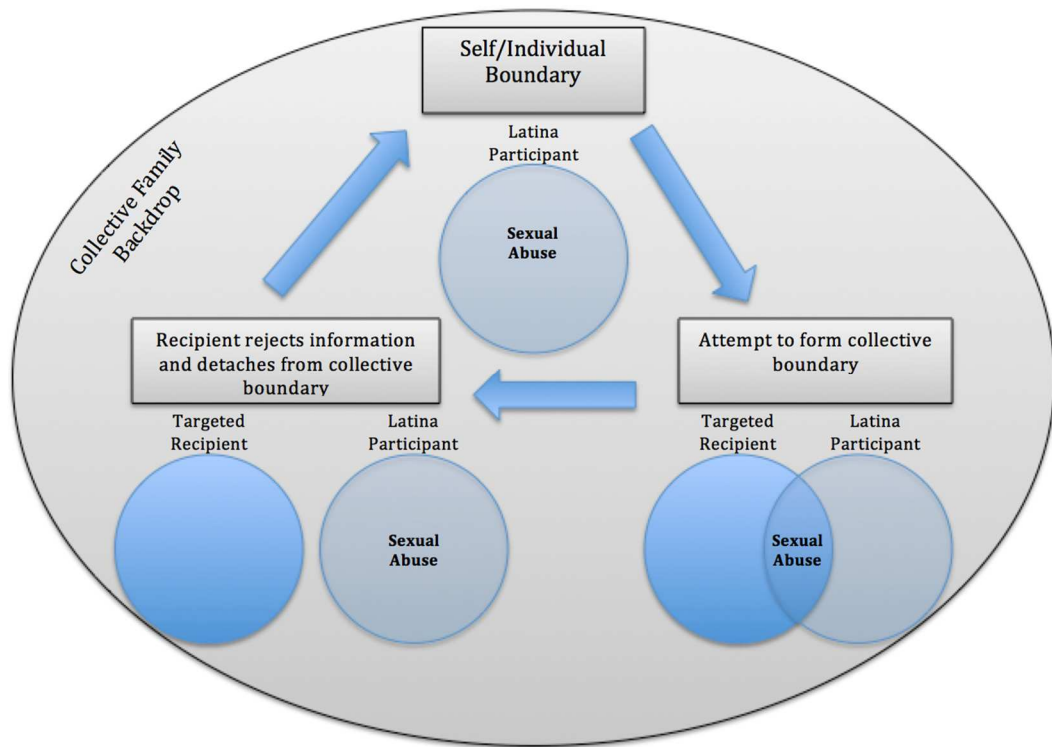 Self/Individual
Boundary
Latina
Participant
Sexual
Abuse
Collective Family
Backdrop
Recipient rejects information
and detaches from collective
boundary
Attempt to form collective
boundary
Targeted
Recipient
Latina
Participant
Sexual
Abuse
Targeted
Recipient
Latina
Participant
Sexual
Abuse